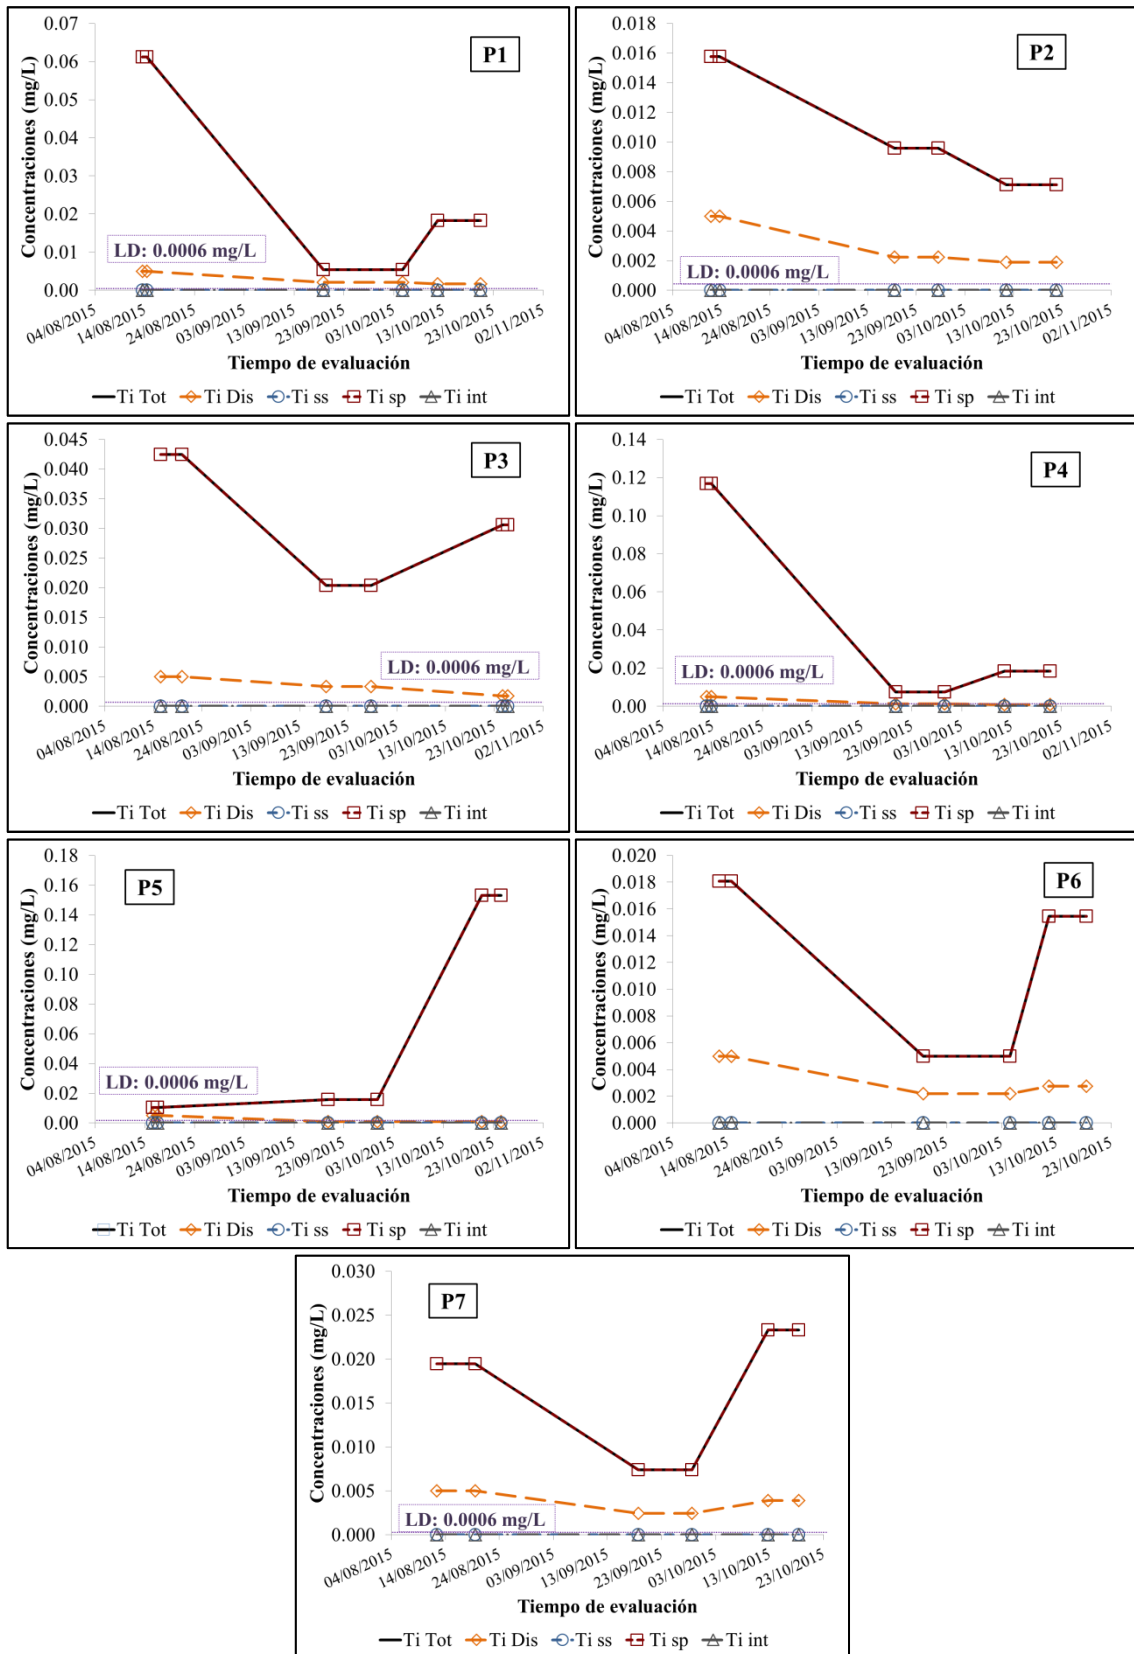 P1
Concentraciones (mg/L)
0.07
0.06
0.05
0.04
0.03
0.02
0.01
0.00
LD: 0.0006 mg/L
04/08/2015 14/08/2015 24/08/2015 03/09/2015 13/09/2015 23/09/2015 03/10/2015 13/10/2015 23/10/2015 02/11/2015
Tiempo de evaluación
Ti Tot Ti Dis Ti ss Ti sp Ti int
P2
Concentraciones (mg/L)
0.018
0.016
0.014
0.012
0.010
0.008
0.006
0.004
0.002
0.000
LD: 0.0006 mg/L
04/08/2015 14/08/2015 24/08/2015 03/09/2015 13/09/2015 23/09/2015 03/10/2015 13/10/2015 23/10/2015 02/11/2015
Tiempo de evaluación
Ti Tot Ti Dis Ti ss Ti sp Ti int
P3
Concentraciones (mg/L)
0.045
0.040
0.035
0.030
0.025
0.020
0.015
0.010
0.005
0.000
LD: 0.0006 mg/L
04/08/2015 14/08/2015 24/08/2015 03/09/2015 13/09/2015 23/09/2015 03/10/2015 13/10/2015 23/10/2015 02/11/2015
Tiempo de evaluación
Ti Tot Ti Dis Ti ss Ti sp Ti int
P4
Concentraciones (mg/L)
0.14
0.12
0.10
0.08
0.06
0.04
0.02
0.00
LD: 0.0006 mg/L
04/08/2015 14/08/2015 24/08/2015 03/09/2015 13/09/2015 23/09/2015 03/10/2015 13/10/2015 23/10/2015 02/11/2015
Tiempo de evaluación
Ti Tot Ti Dis Ti ss Ti sp Ti int
P5
Concentraciones (mg/L)
0.18
0.16
0.14
0.12
0.10
0.08
0.06
0.04
0.02
0.00
LD: 0.0006 mg/L
04/08/2015 14/08/2015 24/08/2015 03/09/2015 13/09/2015 23/09/2015 03/10/2015 13/10/2015 23/10/2015 02/11/2015
Tiempo de evaluación
Ti Tot Ti Dis Ti ss Ti sp Ti int
P6
Concentraciones (mg/L)
0.020
0.018
0.016
0.014
0.012
0.010
0.008
0.006
0.004
0.002
0.000
04/08/2015 14/08/2015 24/08/2015 03/09/2015 13/09/2015 23/09/2015 03/10/2015 13/10/2015 23/10/2015
Tiempo de evaluación
Ti Tot Ti Dis Ti ss Ti sp Ti int
P7
Concentraciones (mg/L)
0.030
0.025
0.020
0.015
0.010
0.005
0.000
LD: 0.0006 mg/L
04/08/2015 14/08/2015 24/08/2015 03/09/2015 13/09/2015 23/09/2015 03/10/2015 13/10/2015 23/10/2015
Tiempo de evaluación
Ti Tot Ti Dis Ti ss Ti sp Ti int